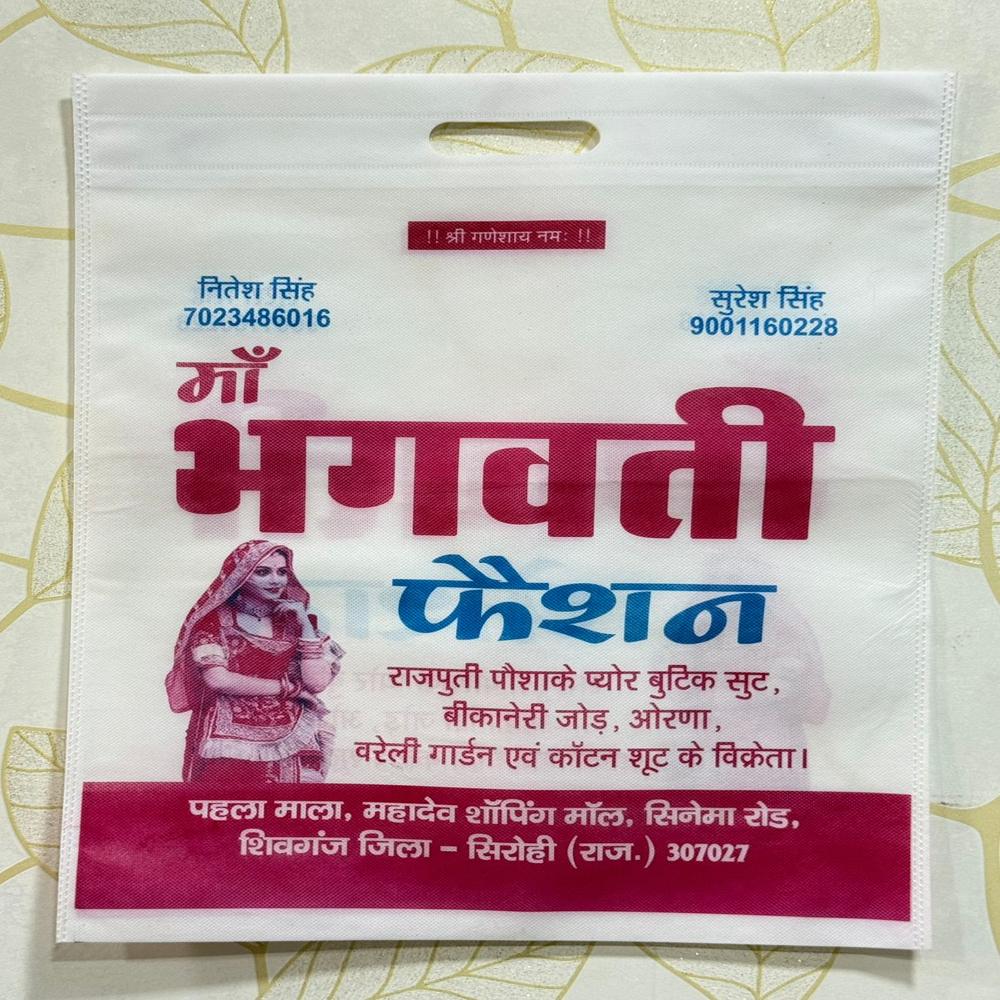 !! श्री गणेशाय नमः !!
नितेश सिंह
7023486016
सुरेश सिंह
9001160228
माँ
भगवती
फैशन
राजपुती पौशाके प्योर बुटिक सुट,
बीकानेरी जोड़, ओरणा,
वरेली गार्डन एवं कॉटन शूट के विक्रेता।
पहला माला, महादेव शॉपिंग मॉल, सिनेमा रोड,
शिवगंज जिला - सिरोही (राज.) 307027